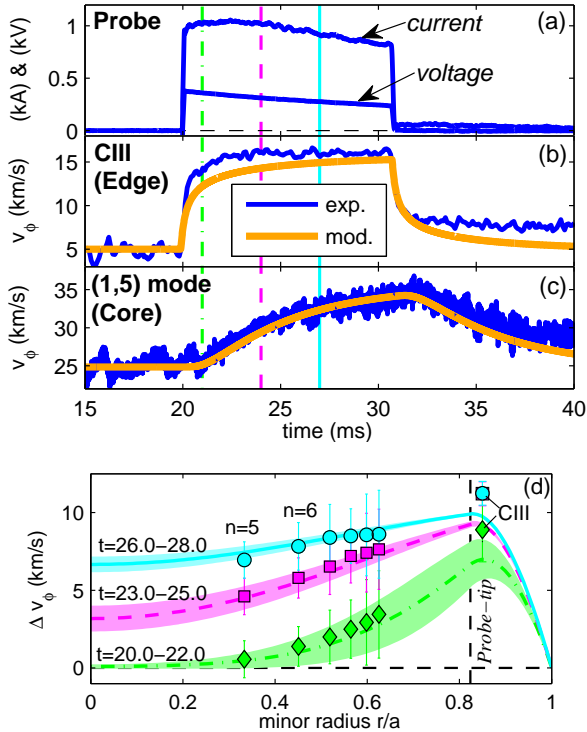 Probe
(a)
current
voltage
(kA) & (kV)
1
0.5
0
CIII
(Edge)
(b)
v_ϕ (km/s)
15
10
5
exp.
mod.
(1,5) mode
(Core)
(c)
v_ϕ (km/s)
35
30
25
15 20 25 30 35 40
time (ms)
(d)
Δ v_ϕ (km/s)
10
5
0
n=5
n=6
CIII
t=26.0−28.0
t=23.0−25.0
t=20.0−22.0
Probe−tip
0 0.2 0.4 0.6 0.8 1
minor radius r/a